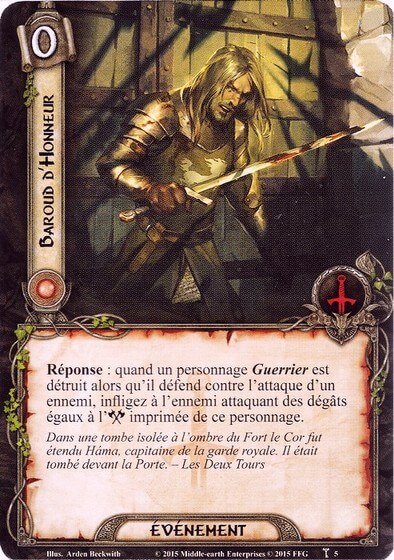 0
BAROUD D'HONNEUR
Réponse : quand un personnage Guerrier est
détruit alors qu'il défend contre l'attaque d'un
ennemi, infligez à l'ennemi attaquant des dégâts
égaux à l' imprimée de ce personnage.
Dans une tombe isolée à l'ombre du Fort le Cor fut
étendu Háma, capitaine de la garde royale. Il était
tombé devant la Porte. – Les Deux Tours
ÉVÉNEMENT
Illus. Arden Beckwith © 2015 Middle-earth Enterprises © 2015 FFG 5